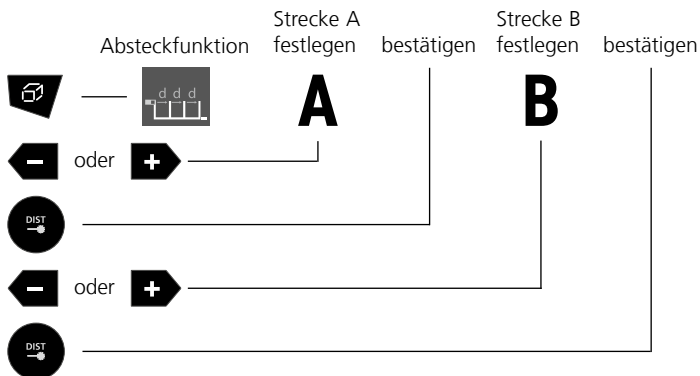 Strecke A
festlegen
Strecke B
festlegen
Absteckfunktion
bestätigen
bestätigen
d d d
A
B
− oder +
DIST
− oder +
DIST